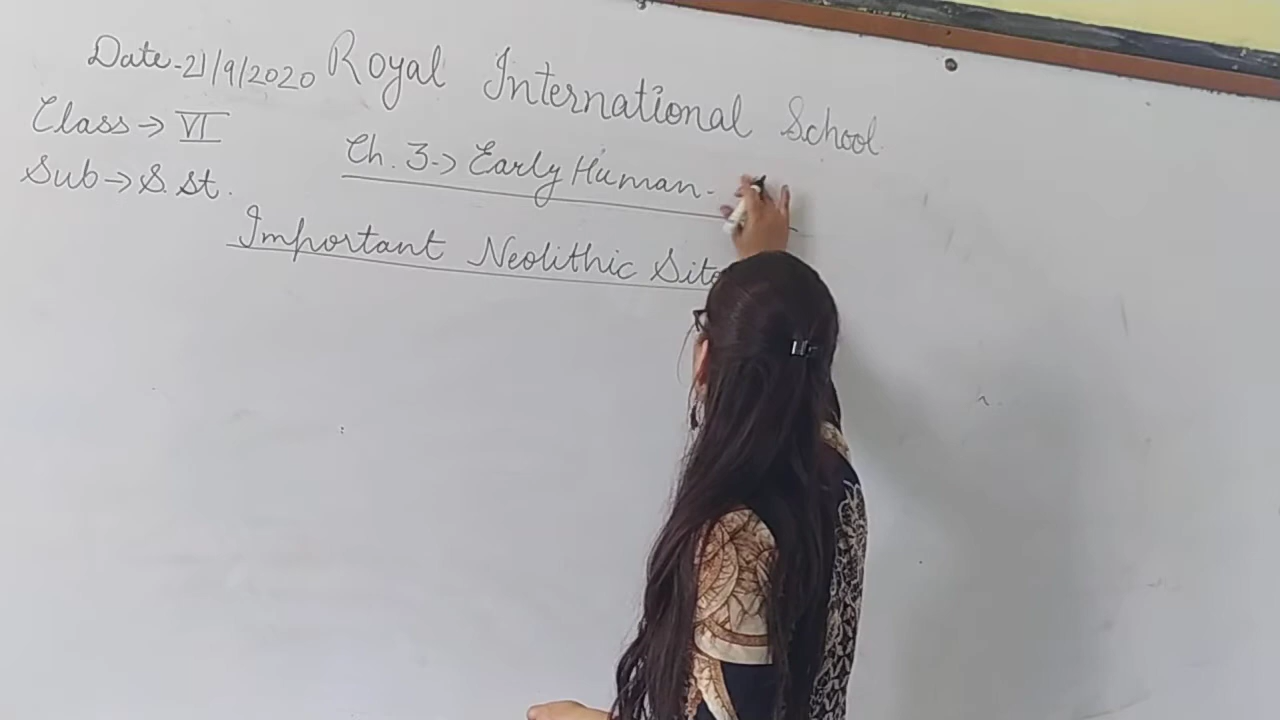 Date-21/9/2020 Royal International School
Class→ VI
Sub→ S.St.
Ch. 3→ Early Human-
Important Neolithic Site